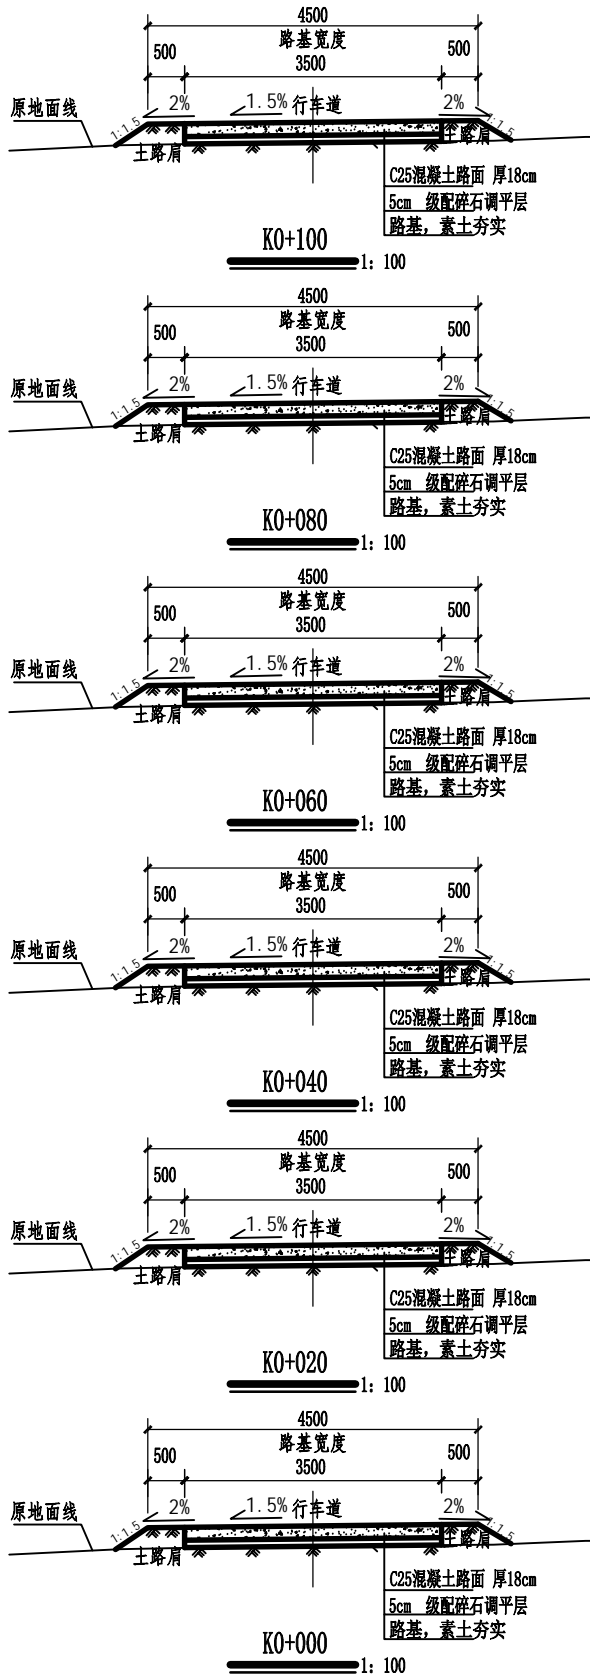 4500
路基宽度
500 3500 500
原地面线 1:1.5 2% 1.5% 行车道 2% 1:1.5
土路肩 土路肩
C25混凝土路面 厚18cm
5cm 级配碎石调平层
路基，素土夯实
K0+100
1: 100
4500
路基宽度
500 3500 500
原地面线 1:1.5 2% 1.5% 行车道 2% 1:1.5
土路肩 土路肩
C25混凝土路面 厚18cm
5cm 级配碎石调平层
路基，素土夯实
K0+080
1: 100
4500
路基宽度
500 3500 500
原地面线 1:1.5 2% 1.5% 行车道 2% 1:1.5
土路肩 土路肩
C25混凝土路面 厚18cm
5cm 级配碎石调平层
路基，素土夯实
K0+060
1: 100
4500
路基宽度
500 3500 500
原地面线 1:1.5 2% 1.5% 行车道 2% 1:1.5
土路肩 土路肩
C25混凝土路面 厚18cm
5cm 级配碎石调平层
路基，素土夯实
K0+040
1: 100
4500
路基宽度
500 3500 500
原地面线 1:1.5 2% 1.5% 行车道 2% 1:1.5
土路肩 土路肩
C25混凝土路面 厚18cm
5cm 级配碎石调平层
路基，素土夯实
K0+020
1: 100
4500
路基宽度
500 3500 500
原地面线 1:1.5 2% 1.5% 行车道 2% 1:1.5
土路肩 土路肩
C25混凝土路面 厚18cm
5cm 级配碎石调平层
路基，素土夯实
K0+000
1: 100